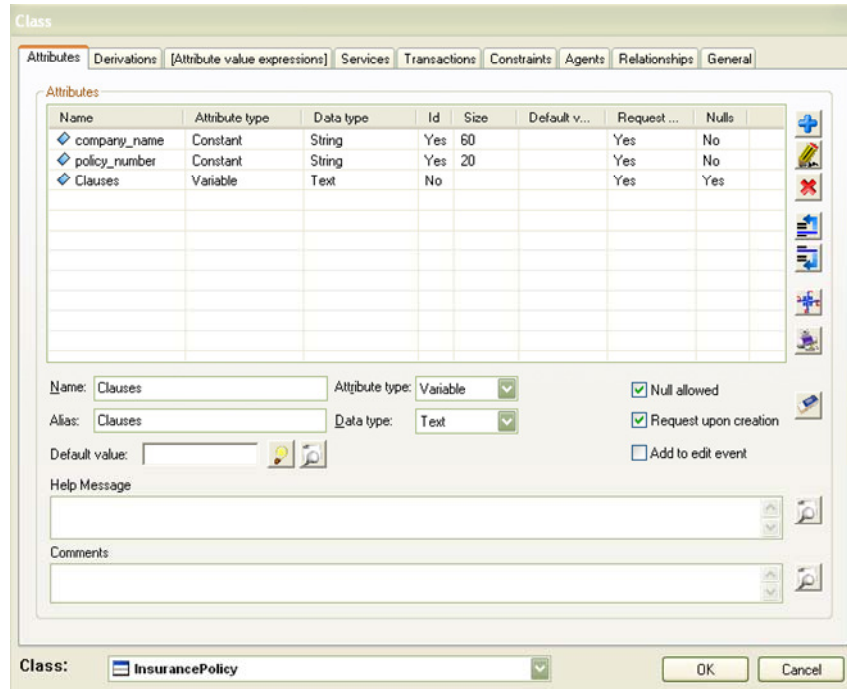 Class
Attributes Derivations [Attribute value expressions] Services Transactions Constraints Agents Relationships General
Attributes
Name Attribute type Data type Id Size Default v... Request ... Nulls
company_name Constant String Yes 60 Yes No
policy_number Constant String Yes 20 Yes No
Clauses Variable Text No Yes Yes
Name: Clauses Attribute type: Variable Null allowed
Alias: Clauses Data type: Text Request upon creation
Default value: Add to edit event
Help Message
Comments
Class: InsurancePolicy OK Cancel